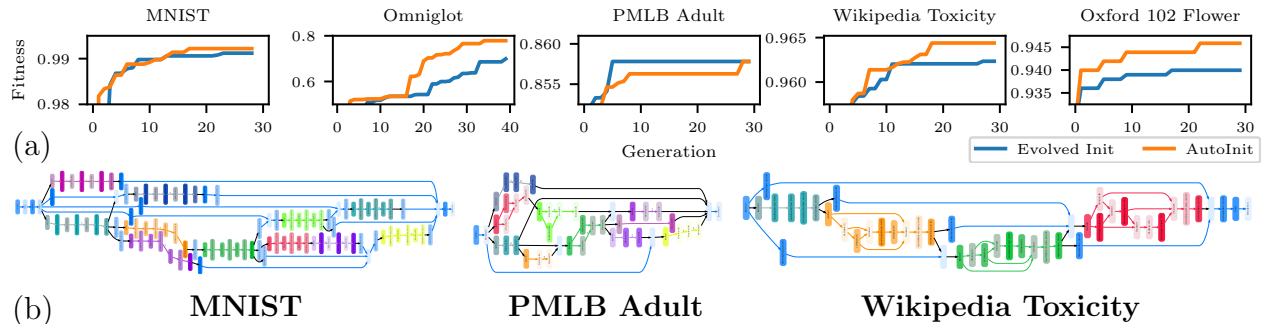 MNIST Omniglot PMLB Adult Wikipedia Toxicity Oxford 102 Flower
Fitness
0.99
0.98
0 10 20 30
0.8
0.6
0 10 20 30 40
0.860
0.855
0 10 20 30
0.965
0.960
0 10 20 30
0.945
0.940
0.935
0 10 20 30
(a)
Generation
Evolved Init AutoInit
(b) MNIST PMLB Adult Wikipedia Toxicity